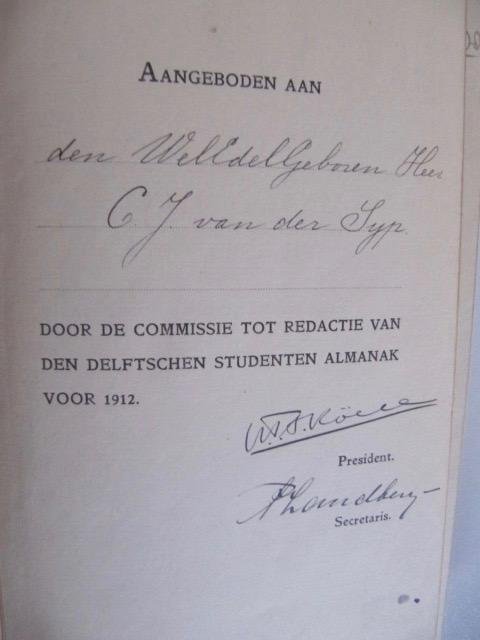 AANGEBODEN AAN
den WelEdelGeboren Heer
C. J. van der Syp.
DOOR DE COMMISSIE TOT REDACTIE VAN
DEN DELFTSCHEN STUDENTEN ALMANAK
VOOR 1912.
President.
Secretaris.